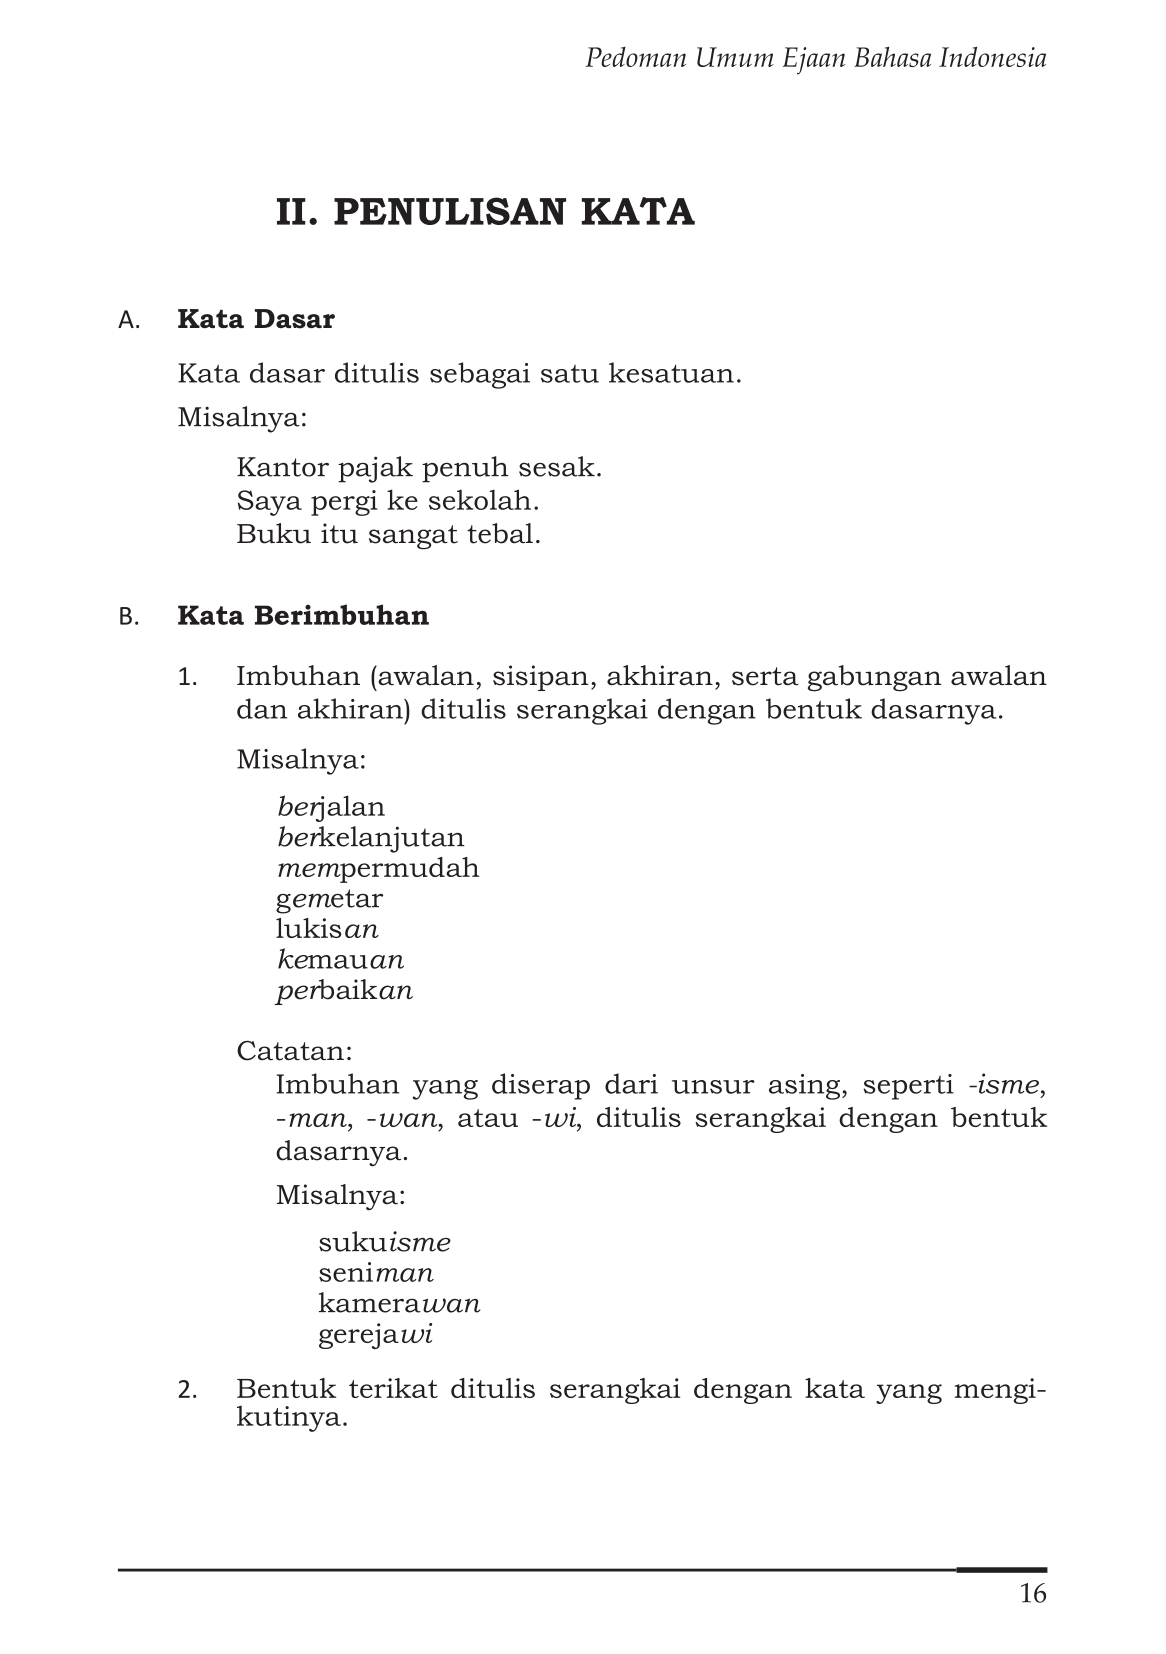 Pedoman Umum Ejaan Bahasa Indonesia
II. PENULISAN KATA
A. Kata Dasar
Kata dasar ditulis sebagai satu kesatuan.
Misalnya:
Kantor pajak penuh sesak.
Saya pergi ke sekolah.
Buku itu sangat tebal.
B. Kata Berimbuhan
1. Imbuhan (awalan, sisipan, akhiran, serta gabungan awalan
dan akhiran) ditulis serangkai dengan bentuk dasarnya.
Misalnya:
berjalan
berkelanjutan
mempermudah
gemetar
lukisan
kemauan
perbaikan
Catatan:
Imbuhan yang diserap dari unsur asing, seperti -isme,
-man, -wan, atau -wi, ditulis serangkai dengan bentuk
dasarnya.
Misalnya:
sukuisme
seniman
kamerawan
gerejawi
2. Bentuk terikat ditulis serangkai dengan kata yang mengi-
kutinya.
16